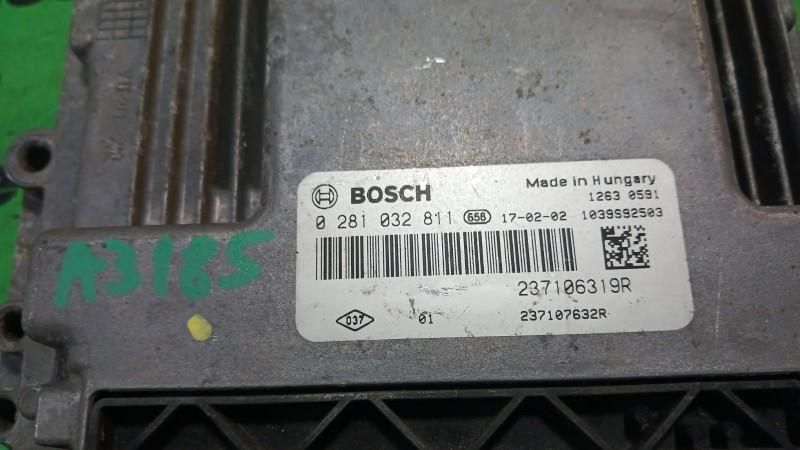 BOSCH
Made in Hungary
1263 0591
0 281 032 811 658 17-02-02 1039S92503
237106319R
037 01 237107632R
A3185